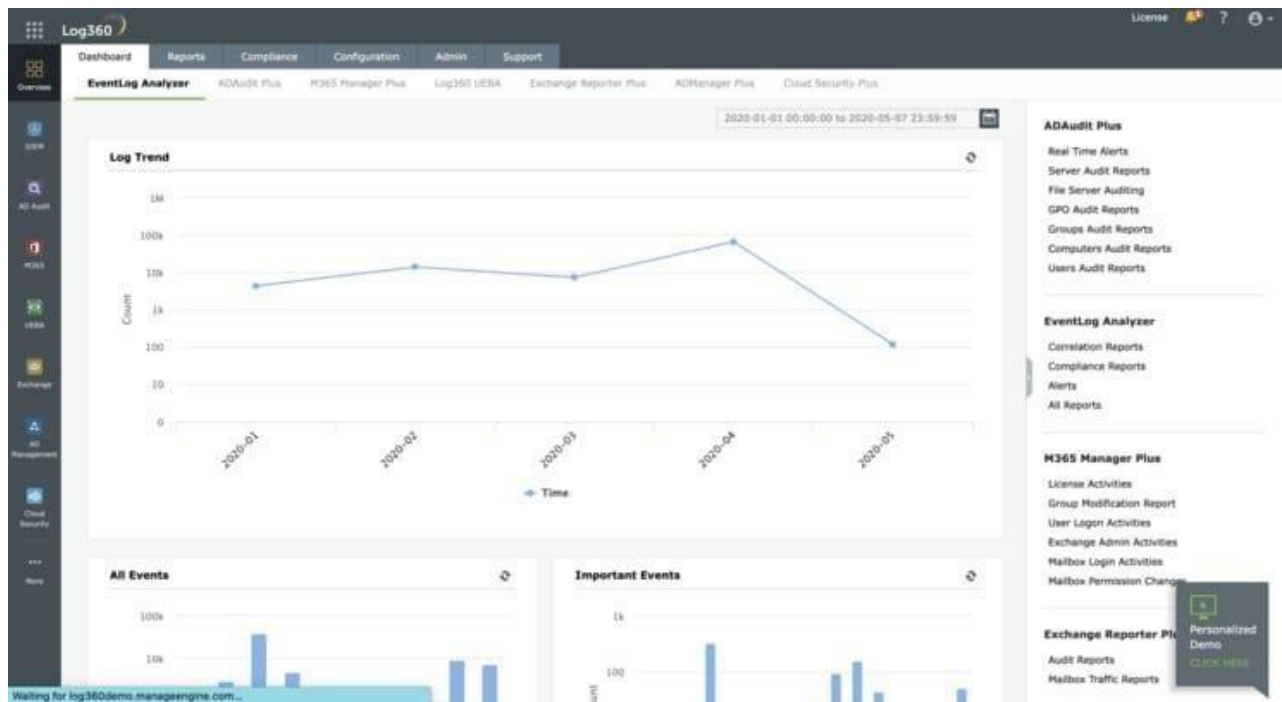 Log360
License
?
Dashboard Reports Compliance Configuration Admin Support
EventLog Analyzer ADAudit Plus M365 Manager Plus Log360 UEBA Exchange Reporter Plus ADManager Plus Cloud Security Plus
Overview
SIEM
AD Audit
M365
UEBA
Exchange
AD
Management
Cloud
Security
More
2020-01-01 00:00:00 to 2020-05-07 23:59:59
Log Trend
1M
100k
10k
1k
100
10
0
Count
2020-01
2020-02
2020-03
2020-04
2020-05
Time
All Events
100k
10k
Important Events
1k
100
Count
ADAudit Plus
Real Time Alerts
Server Audit Reports
File Server Auditing
GPO Audit Reports
Groups Audit Reports
Computers Audit Reports
Users Audit Reports
EventLog Analyzer
Correlation Reports
Compliance Reports
Alerts
All Reports
M365 Manager Plus
License Activities
Group Modification Report
User Logon Activities
Exchange Admin Activities
Mailbox Login Activities
Mailbox Permission Changes
Exchange Reporter Pl
Audit Reports
Mailbox Traffic Reports
Personalized
Demo
CLICK HERE
Waiting for log360demo.manageengine.com...